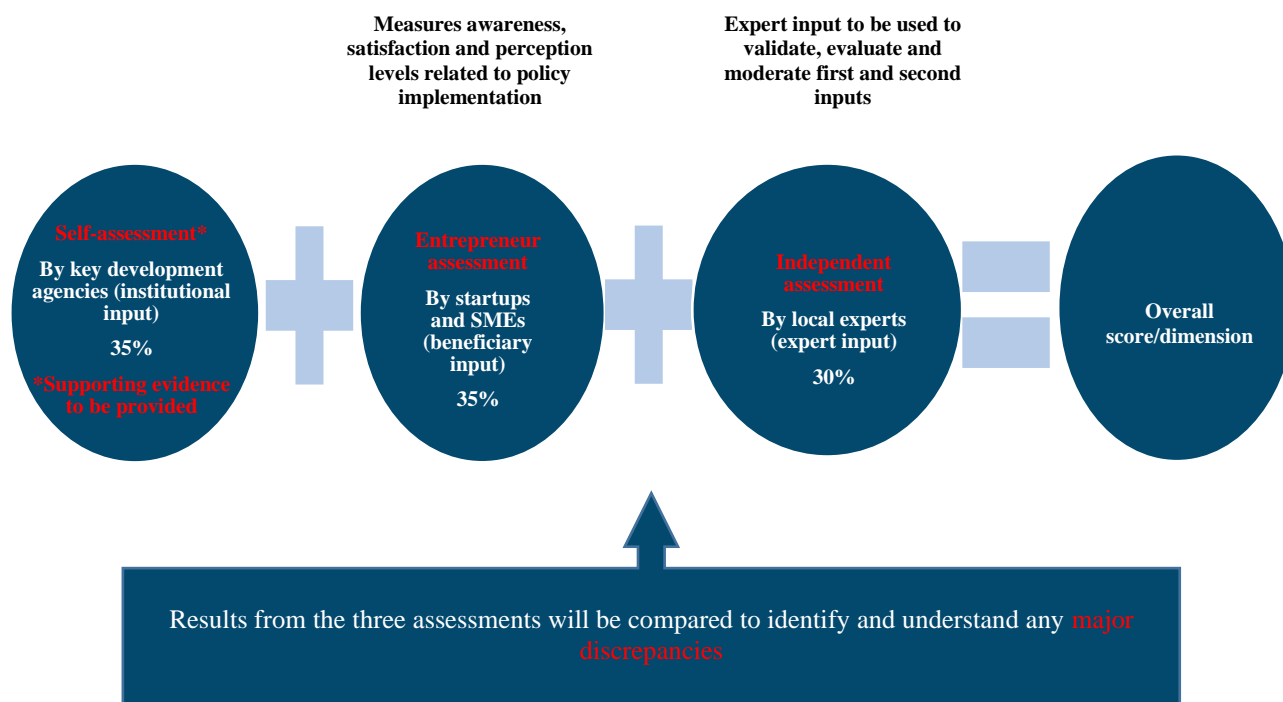 Measures awareness,
satisfaction and perception
levels related to policy
implementation
Expert input to be used to
validate, evaluate and
moderate first and second
inputs
Self-assessment*
By key development
agencies (institutional
input)
35%
*Supporting evidence
to be provided
Entrepreneur
assessment
By startups
and SMEs
(beneficiary
input)
35%
Independent
assessment
By local experts
(expert input)
30%
Overall
score/dimension
Results from the three assessments will be compared to identify and understand any major
discrepancies